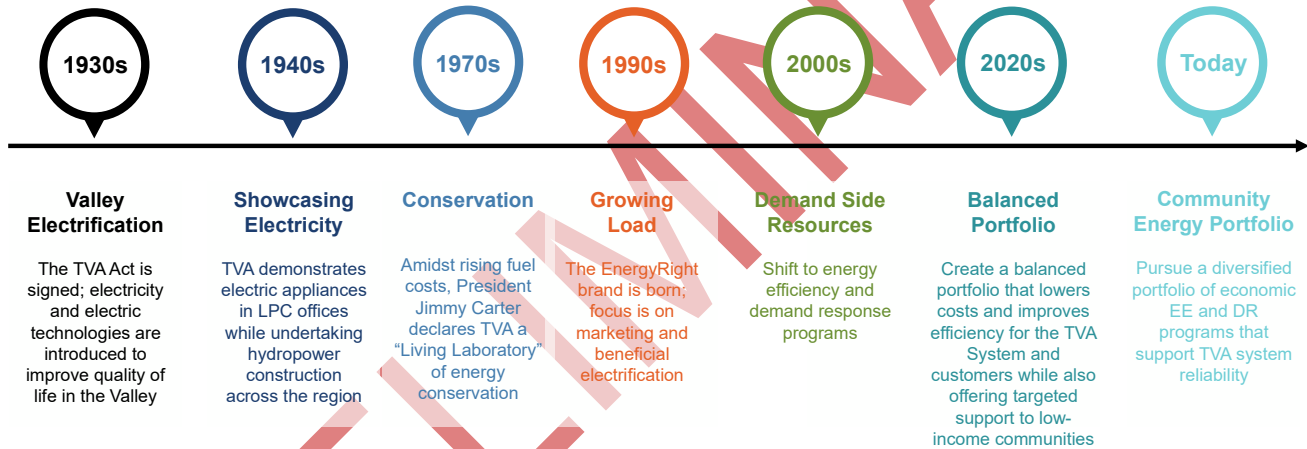 1930s
1940s
1970s
1990s
2000s
2020s
Today
Valley
Electrification
The TVA Act is
signed; electricity
and electric
technologies are
introduced to
improve quality of
life in the Valley
Showcasing
Electricity
TVA demonstrates
electric appliances
in LPC offices
while undertaking
hydropower
construction
across the region
Conservation
Amidst rising fuel
costs, President
Jimmy Carter
declares TVA a
“Living Laboratory”
of energy
conservation
Growing
Load
The EnergyRight
brand is born;
focus is on
marketing and
beneficial
electrification
Demand Side
Resources
Shift to energy
efficiency and
demand response
programs
Balanced
Portfolio
Create a balanced
portfolio that lowers
costs and improves
efficiency for the TVA
System and
customers while also
offering targeted
support to low-
income communities
Community
Energy Portfolio
Pursue a diversified
portfolio of economic
EE and DR
programs that
support TVA system
reliability